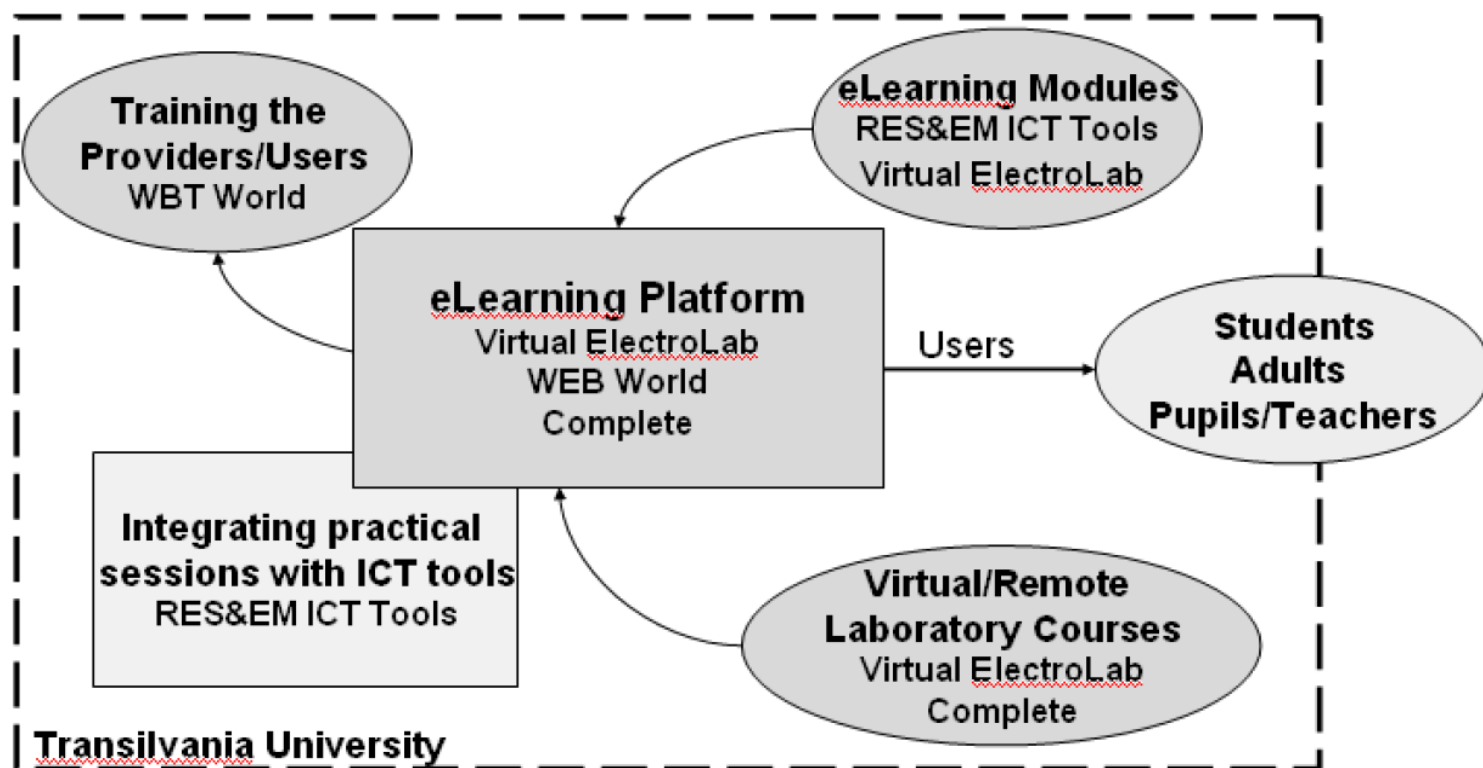 Training the
Providers/Users
WBT World
eLearning Modules
RES&EM ICT Tools
Virtual ElectroLab
eLearning Platform
Virtual ElectroLab
WEB World
Complete
Users
Students
Adults
Pupils/Teachers
Integrating practical
sessions with ICT tools
RES&EM ICT Tools
Virtual/Remote
Laboratory Courses
Virtual ElectroLab
Complete
Transilvania University